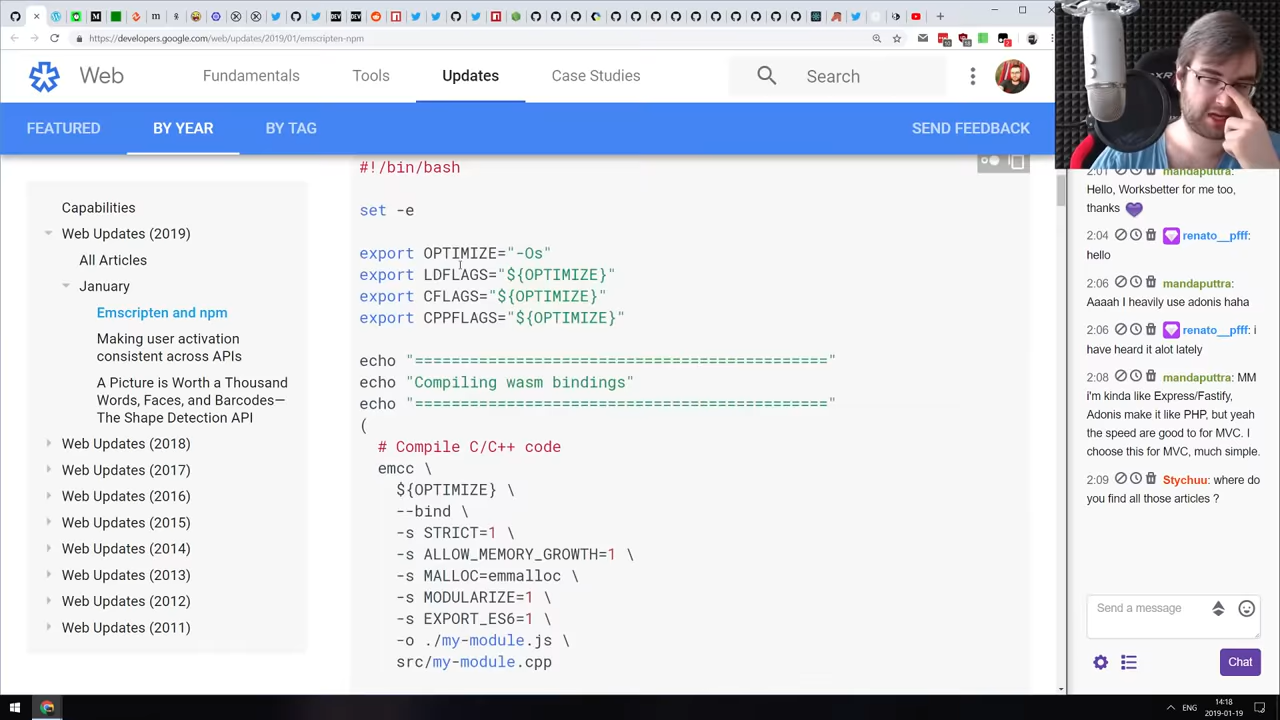 https://developers.google.com/web/updates/2019/01/emscripten-npm
Web
Fundamentals
Tools
Updates
Case Studies
Search
FEATURED
BY YEAR
BY TAG
SEND FEEDBACK
Capabilities
Web Updates (2019)
All Articles
January
Emscripten and npm
Making user activation
consistent across APIs
A Picture is Worth a Thousand
Words, Faces, and Barcodes—
The Shape Detection API
Web Updates (2018)
Web Updates (2017)
Web Updates (2016)
Web Updates (2015)
Web Updates (2014)
Web Updates (2013)
Web Updates (2012)
Web Updates (2011)
#!/bin/bash
set -e
export OPTIMIZE="-Os"
export LDFLAGS="${OPTIMIZE}"
export CFLAGS="${OPTIMIZE}"
export CPPFLAGS="${OPTIMIZE}"
echo "============================================="
echo "Compiling wasm bindings"
echo "============================================="
(
# Compile C/C++ code
emcc \
${OPTIMIZE} \
--bind \
-s STRICT=1 \
-s ALLOW_MEMORY_GROWTH=1 \
-s MALLOC=emmalloc \
-s MODULARIZE=1 \
-s EXPORT_ES6=1 \
-o ./my-module.js \
src/my-module.cpp
2:01 mandaputtra:
Hello, Worksbetter for me too,
thanks
2:04 renato__pfff:
hello
2:06 mandaputtra:
Aaaah I heavily use adonis haha
2:06 renato__pfff: i
have heard it alot lately
2:08 mandaputtra: MM
i'm kinda like Express/Fastify,
Adonis make it like PHP, but yeah
the speed are good to for MVC. I
choose this for MVC, much simple.
2:09 Stychuu: where do
you find all those articles ?
Send a message
Chat
ENG
14:18
2019-01-19